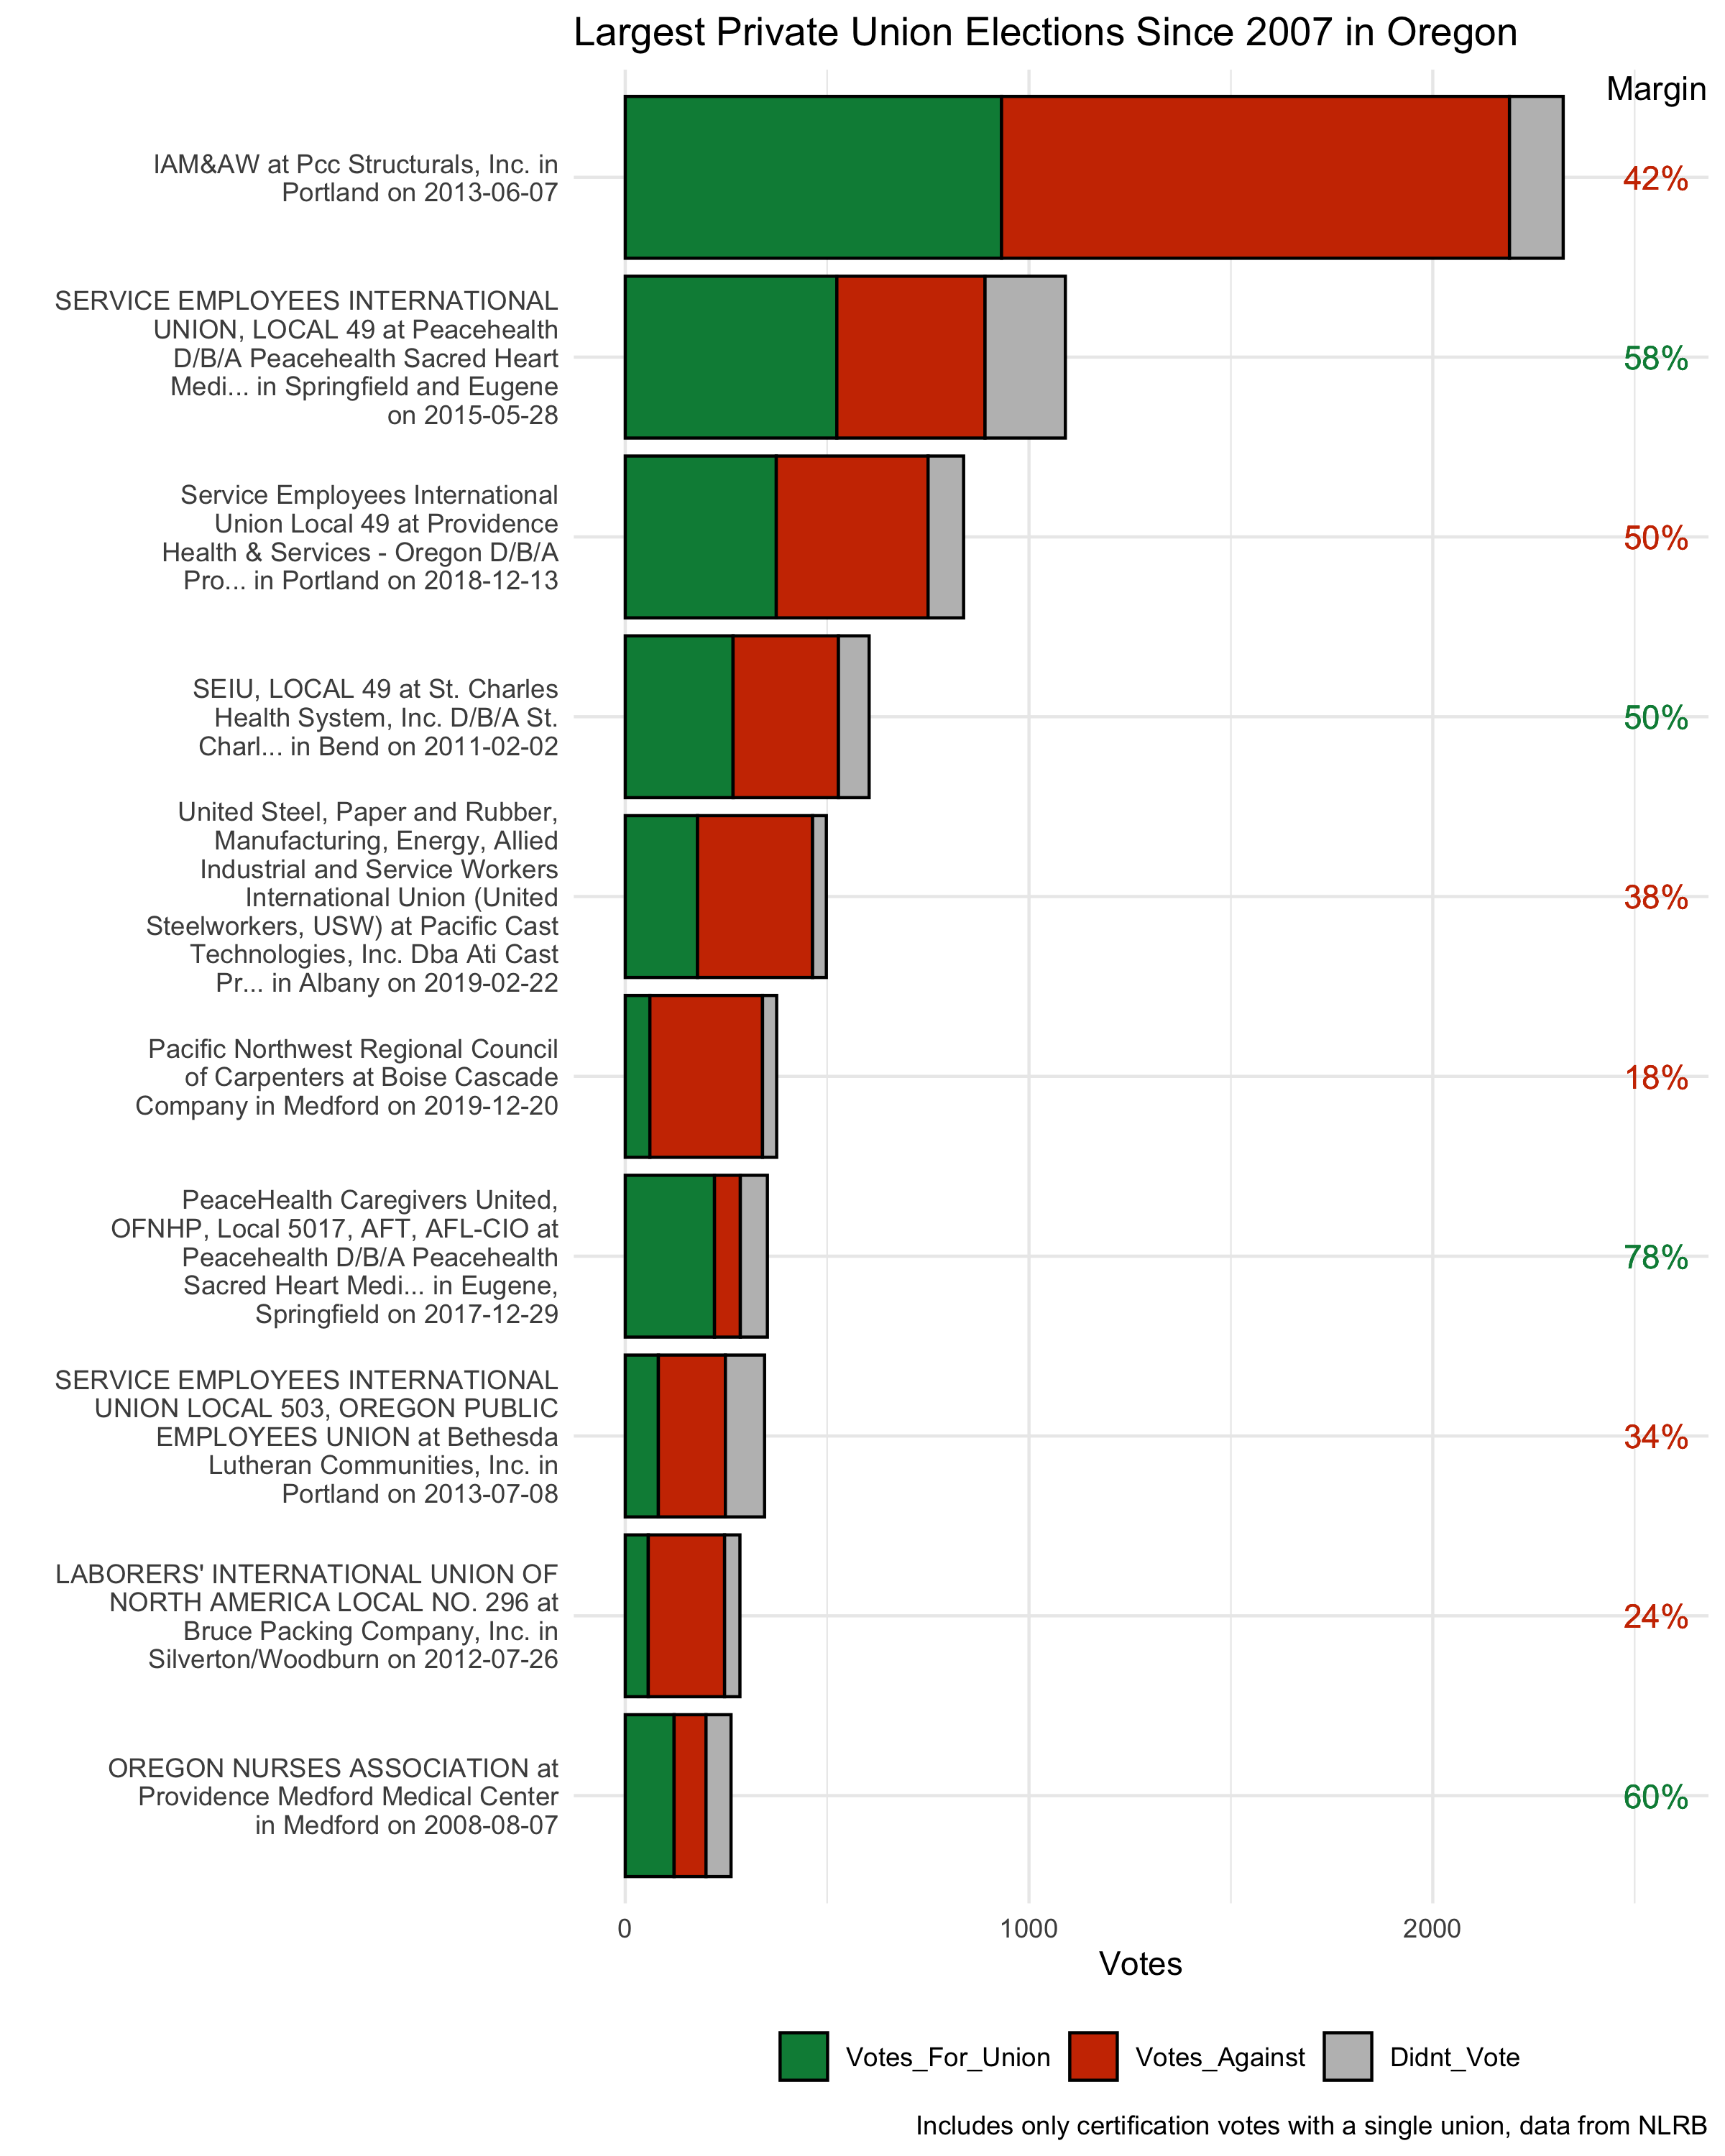 Largest Private Union Elections Since 2007 in Oregon
Margin
IAM&AW at Pcc Structurals, Inc. in
Portland on 2013-06-07
42%
SERVICE EMPLOYEES INTERNATIONAL
UNION, LOCAL 49 at Peacehealth
D/B/A Peacehealth Sacred Heart
Medi... in Springfield and Eugene
on 2015-05-28
58%
Service Employees International
Union Local 49 at Providence
Health & Services - Oregon D/B/A
Pro... in Portland on 2018-12-13
50%
SEIU, LOCAL 49 at St. Charles
Health System, Inc. D/B/A St.
Charl... in Bend on 2011-02-02
50%
United Steel, Paper and Rubber,
Manufacturing, Energy, Allied
Industrial and Service Workers
International Union (United
Steelworkers, USW) at Pacific Cast
Technologies, Inc. Dba Ati Cast
Pr... in Albany on 2019-02-22
38%
Pacific Northwest Regional Council
of Carpenters at Boise Cascade
Company in Medford on 2019-12-20
18%
PeaceHealth Caregivers United,
OFNHP, Local 5017, AFT, AFL-CIO at
Peacehealth D/B/A Peacehealth
Sacred Heart Medi... in Eugene,
Springfield on 2017-12-29
78%
SERVICE EMPLOYEES INTERNATIONAL
UNION LOCAL 503, OREGON PUBLIC
EMPLOYEES UNION at Bethesda
Lutheran Communities, Inc. in
Portland on 2013-07-08
34%
LABORERS' INTERNATIONAL UNION OF
NORTH AMERICA LOCAL NO. 296 at
Bruce Packing Company, Inc. in
Silverton/Woodburn on 2012-07-26
24%
OREGON NURSES ASSOCIATION at
Providence Medford Medical Center
in Medford on 2008-08-07
60%
0 1000 2000
Votes
Votes_For_Union Votes_Against Didnt_Vote
Includes only certification votes with a single union, data from NLRB